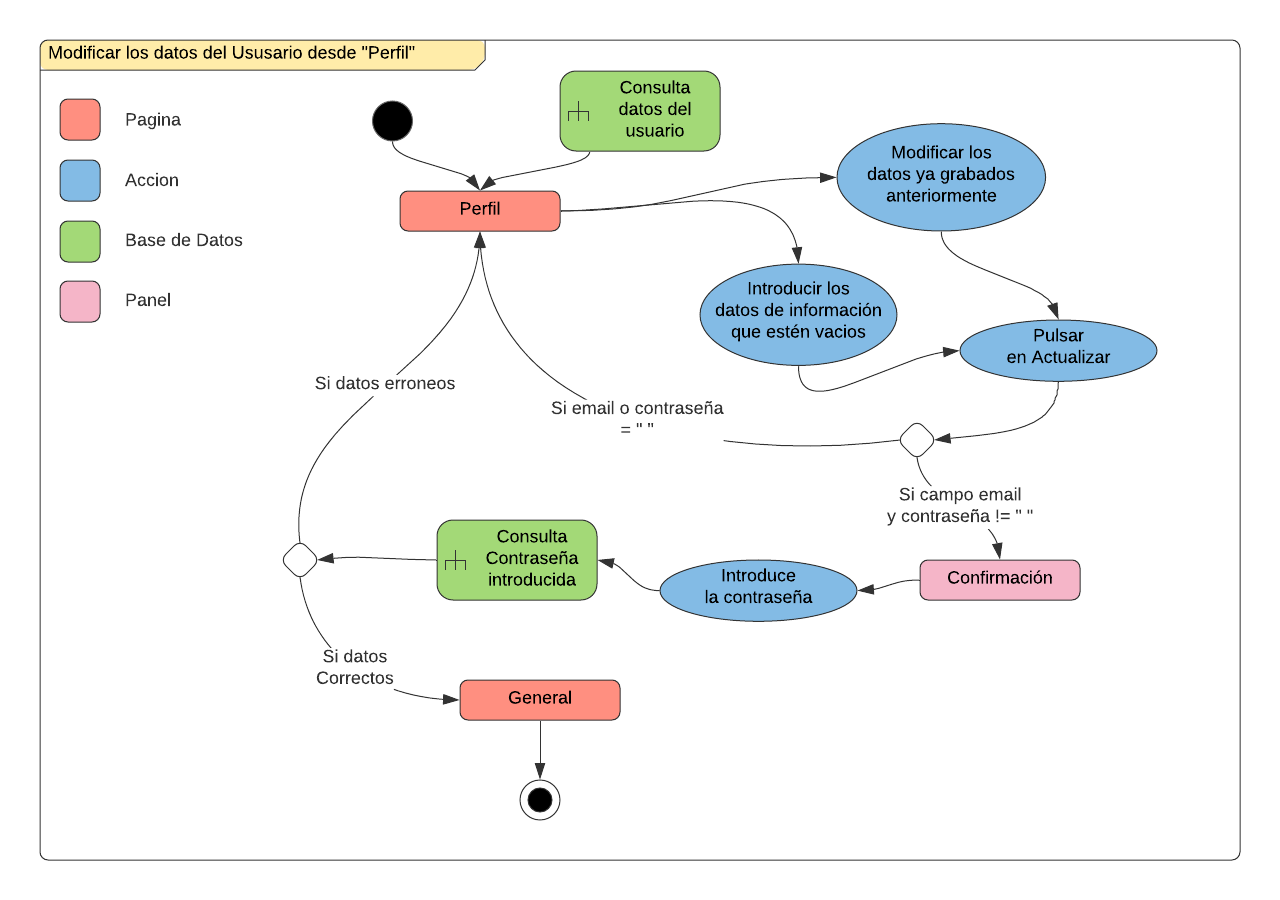 Modificar los datos del Ususario desde "Perfil"
Pagina
Accion
Base de Datos
Panel
Consulta
datos del
usuario
Perfil
Modificar los
datos ya grabados
anteriormente
Introducir los
datos de información
que estén vacios
Pulsar
en Actualizar
Si datos erroneos
Si email o contraseña
= " "
Si campo email
y contraseña != " "
Consulta
Contraseña
introducida
Introduce
la contraseña
Confirmación
Si datos
Correctos
General